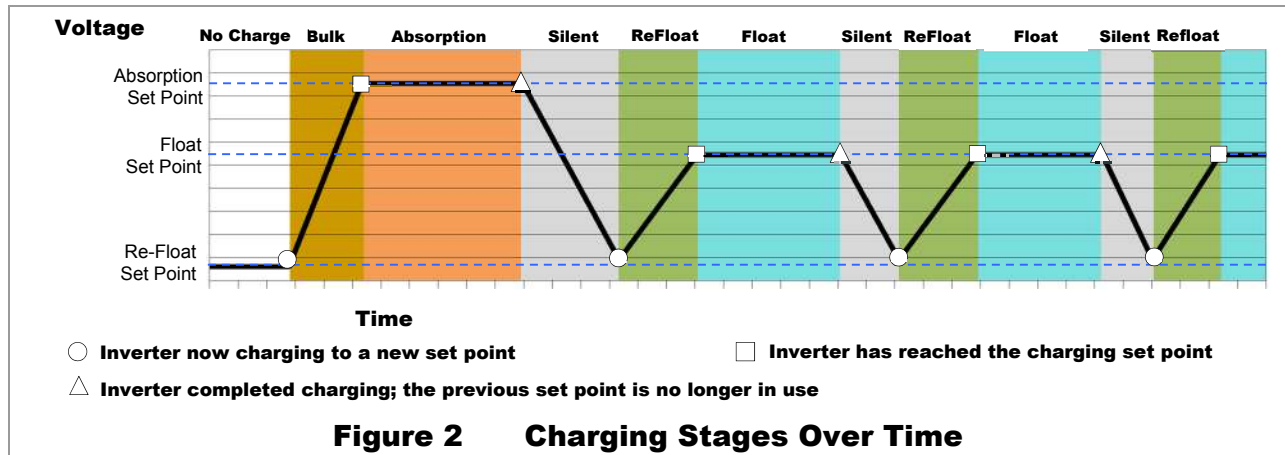 Voltage
No Charge Bulk Absorption Silent ReFloat Float Silent ReFloat Float Silent Refloat
Absorption
Set Point
Float
Set Point
Re-Float
Set Point
Time
Inverter now charging to a new set point
Inverter has reached the charging set point
Inverter completed charging; the previous set point is no longer in use
Figure 2 Charging Stages Over Time